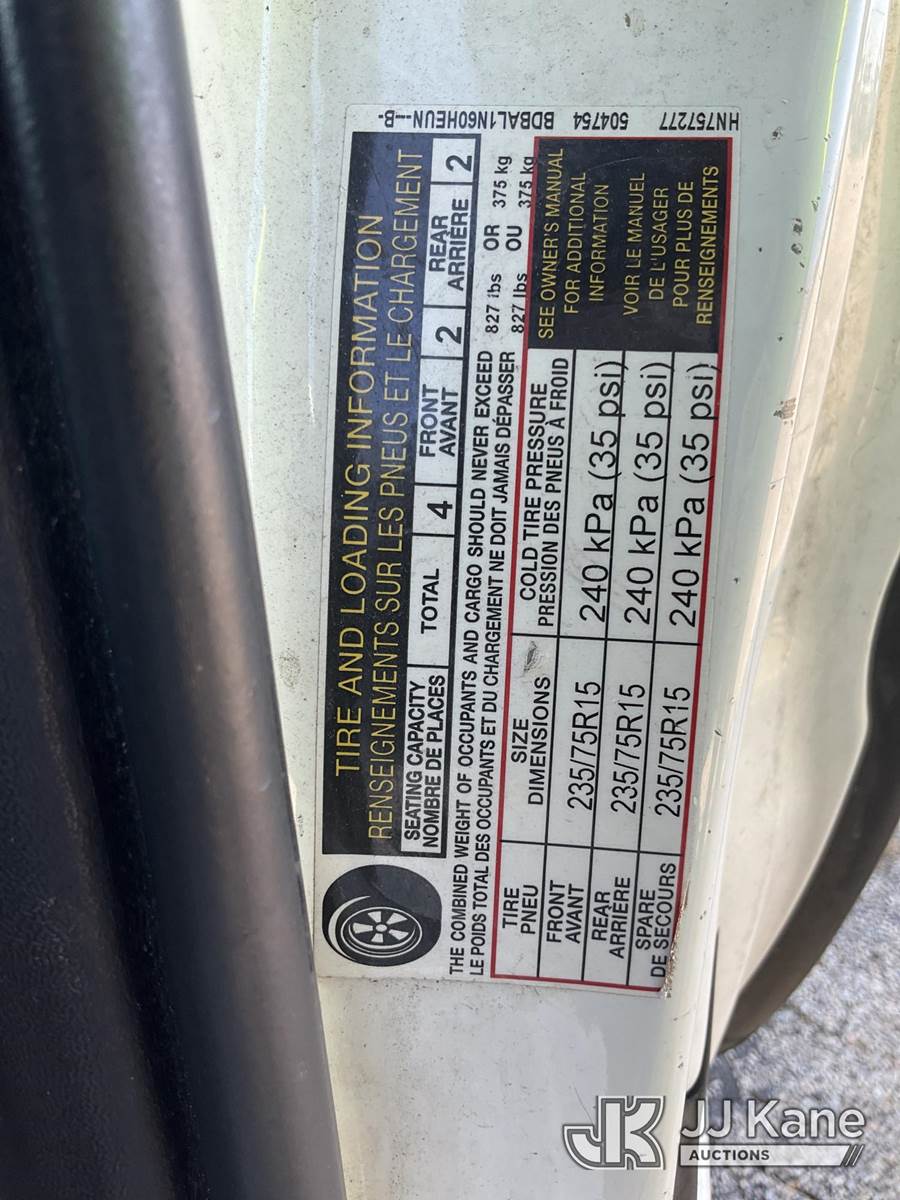 TIRE AND LOADING INFORMATION
RENSEIGNEMENTS SUR LES PNEUS ET LE CHARGEMENT
SEATING CAPACITY
NOMBRE DE PLACES
TOTAL 4
FRONT
AVANT
2
REAR
ARRIÈRE
2
THE COMBINED WEIGHT OF OCCUPANTS AND CARGO SHOULD NEVER EXCEED 827 lbs OR 375 kg
LE POIDS TOTAL DES OCCUPANTS ET DU CHARGEMENT NE DOIT JAMAIS DÉPASSER 827 lbs OU 375 kg
TIRE
PNEU
SIZE
DIMENSIONS
COLD TIRE PRESSURE
PRESSION DES PNEUS À FROID
FRONT
AVANT
235/75R15 240 kPa (35 psi)
REAR
ARRIÈRE
235/75R15 240 kPa (35 psi)
SPARE
DE SECOURS
235/75R15 240 kPa (35 psi)
SEE OWNER'S MANUAL
FOR ADDITIONAL
INFORMATION
VOIR LE MANUEL
DE L'USAGER
POUR PLUS DE
RENSEIGNEMENTS
HN757277 504754 BDBAL1N60HEUN---B-
JK JJ Kane
AUCTIONS